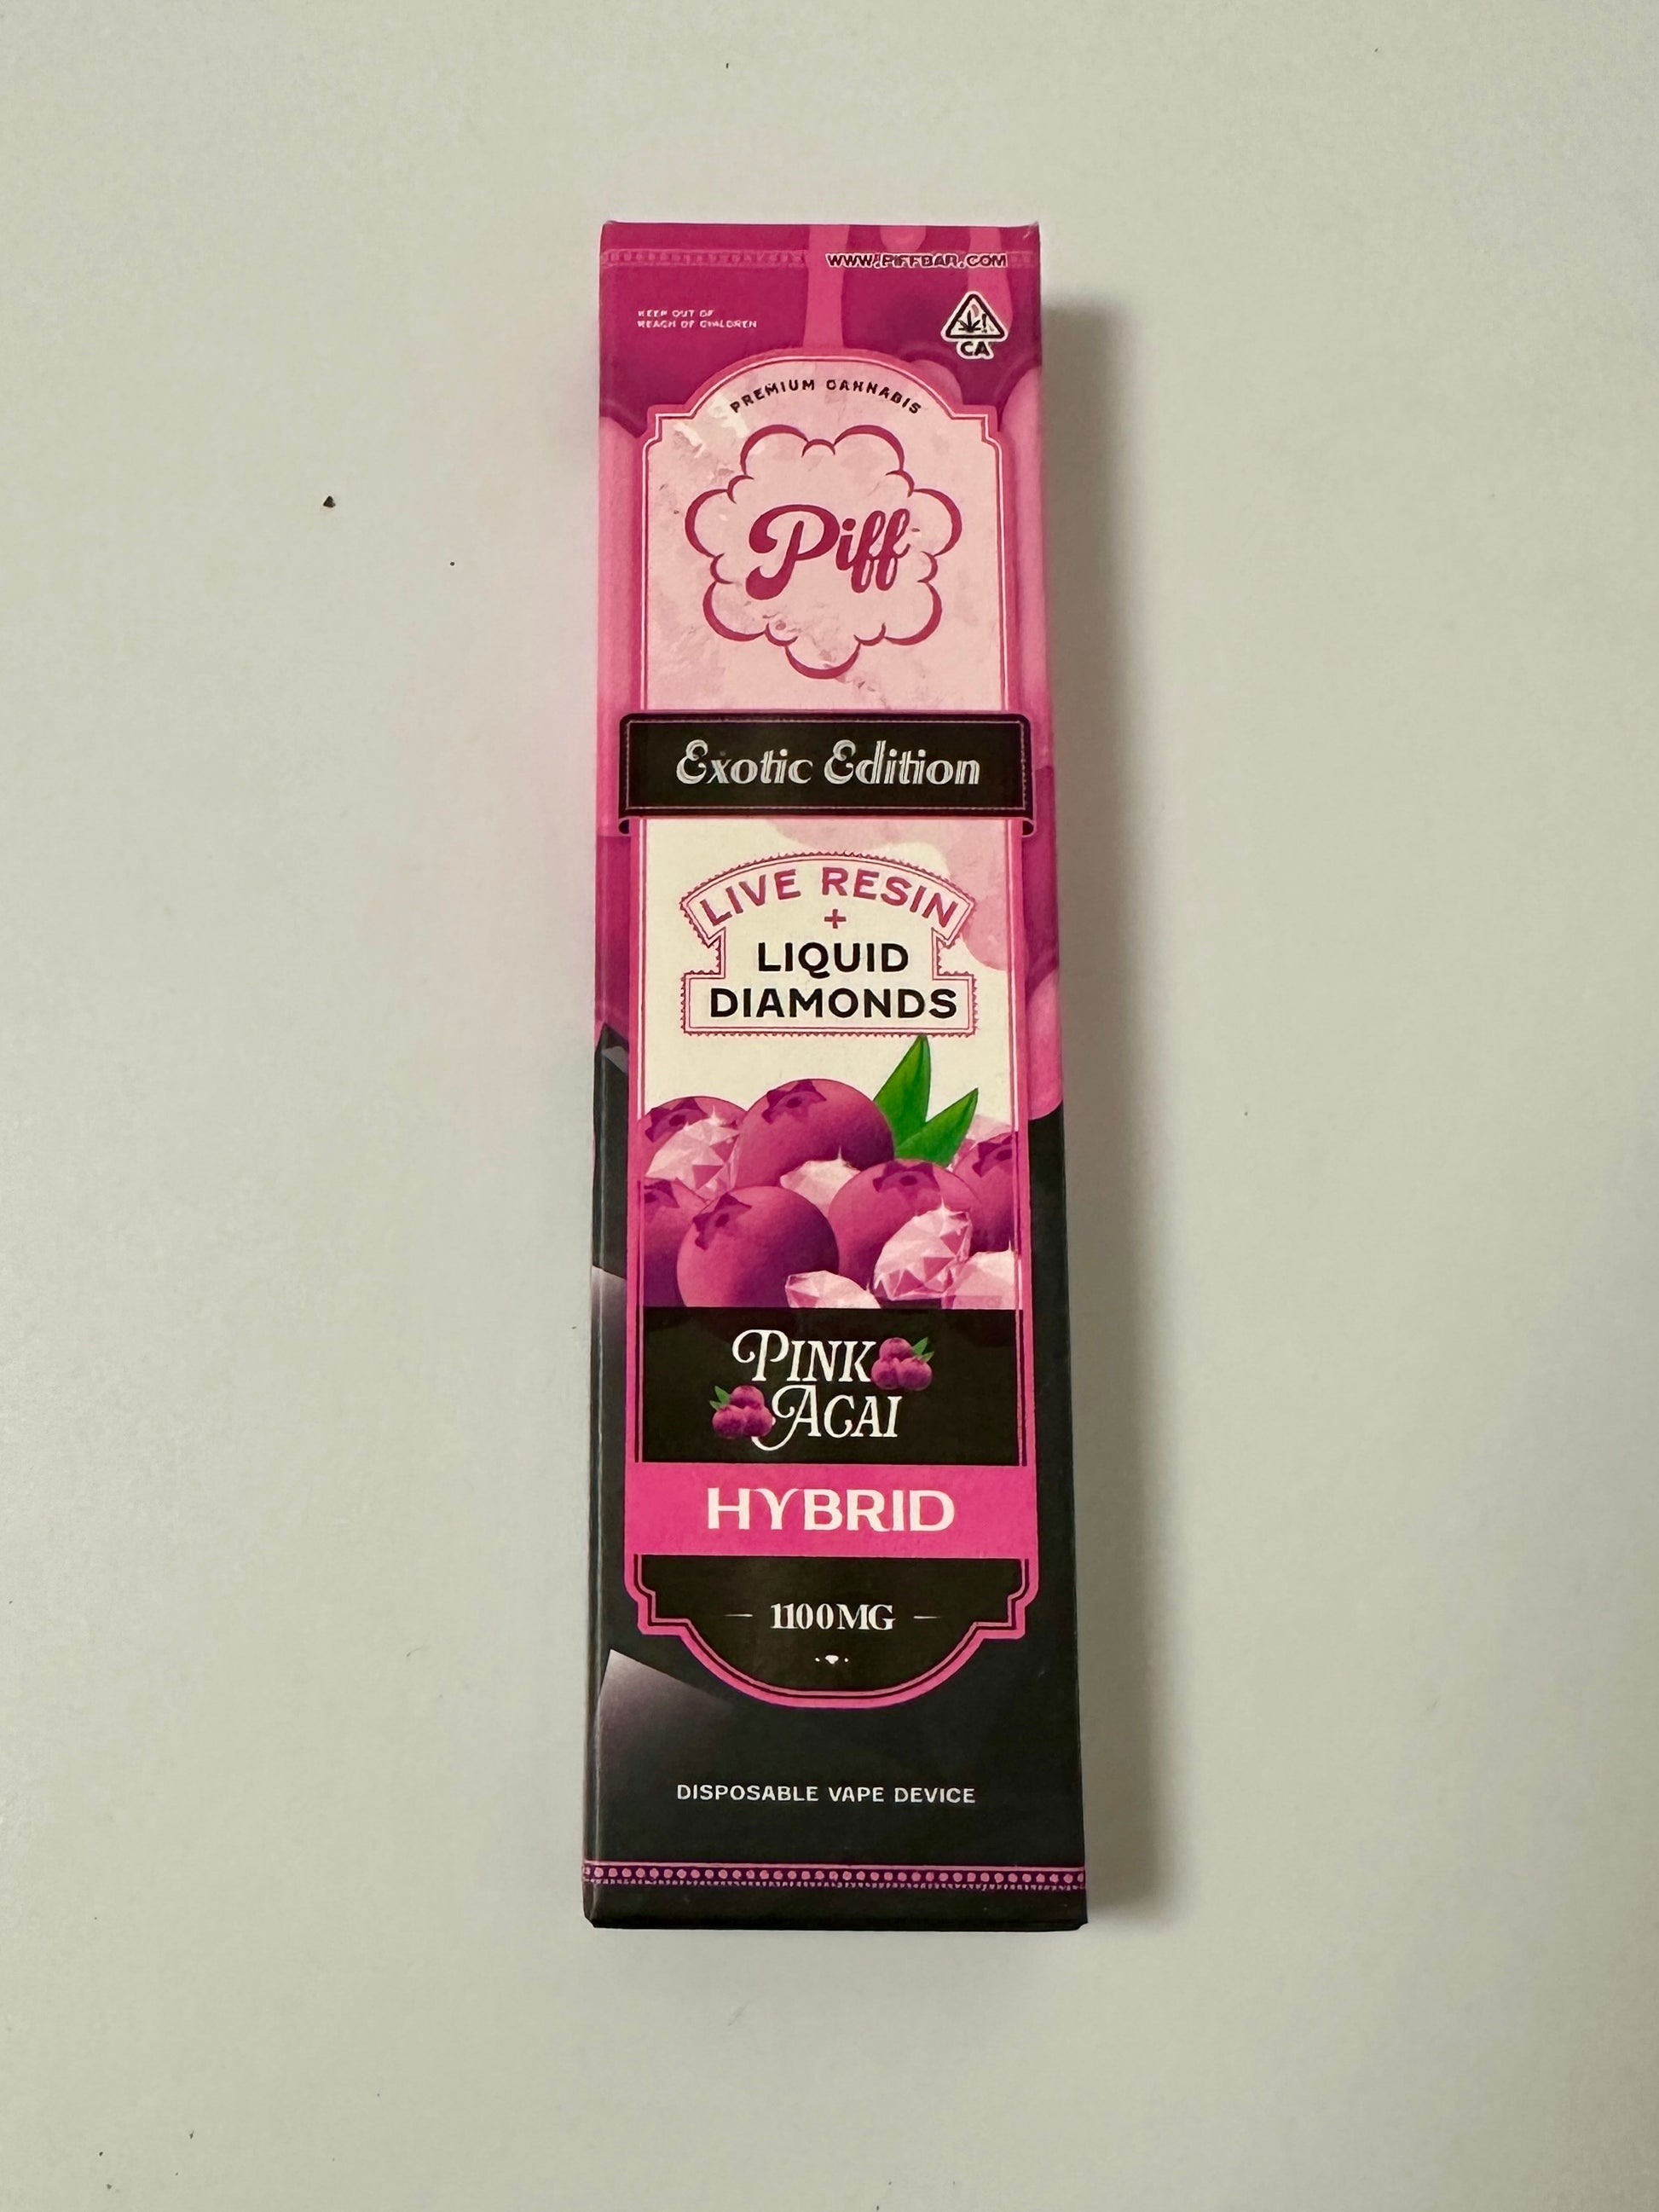 WWW.PIFFBAR.COM
KEEP OUT OF
REACH OF CHILDREN
CA
PREMIUM CANNABIS
Piff
Exotic Edition
LIVE RESIN
+
LIQUID
DIAMONDS
PINK
ACAI
HYBRID
1100MG
DISPOSABLE VAPE DEVICE